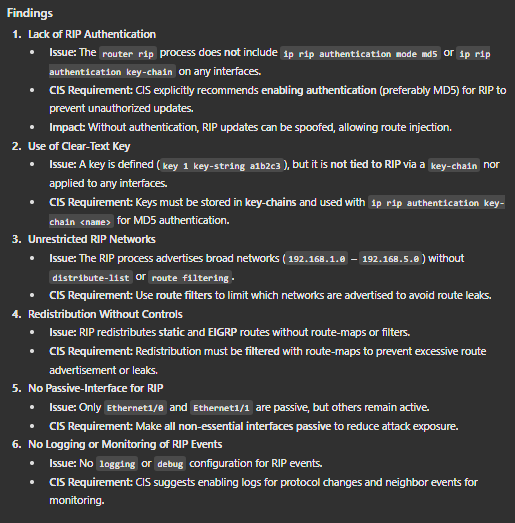 Findings
1. Lack of RIP Authentication
• Issue: The router rip process does not include ip rip authentication mode md5 or ip rip
authentication key-chain on any interfaces.
• CIS Requirement: CIS explicitly recommends enabling authentication (preferably MD5) for RIP to
prevent unauthorized updates.
• Impact: Without authentication, RIP updates can be spoofed, allowing route injection.
2. Use of Clear-Text Key
• Issue: A key is defined ( key 1 key-string a1b2c3 ), but it is not tied to RIP via a key-chain nor
applied to any interfaces.
• CIS Requirement: Keys must be stored in key-chains and used with ip rip authentication key-
chain <name> for MD5 authentication.
3. Unrestricted RIP Networks
• Issue: The RIP process advertises broad networks ( 192.168.1.0 – 192.168.5.0 ) without
distribute-list or route filtering .
• CIS Requirement: Use route filters to limit which networks are advertised to avoid route leaks.
4. Redistribution Without Controls
• Issue: RIP redistributes static and EIGRP routes without route-maps or filters.
• CIS Requirement: Redistribution must be filtered with route-maps to prevent excessive route
advertisement or leaks.
5. No Passive-Interface for RIP
• Issue: Only Ethernet1/0 and Ethernet1/1 are passive, but others remain active.
• CIS Requirement: Make all non-essential interfaces passive to reduce attack exposure.
6. No Logging or Monitoring of RIP Events
• Issue: No logging or debug configuration for RIP events.
• CIS Requirement: CIS suggests enabling logs for protocol changes and neighbor events for
monitoring.